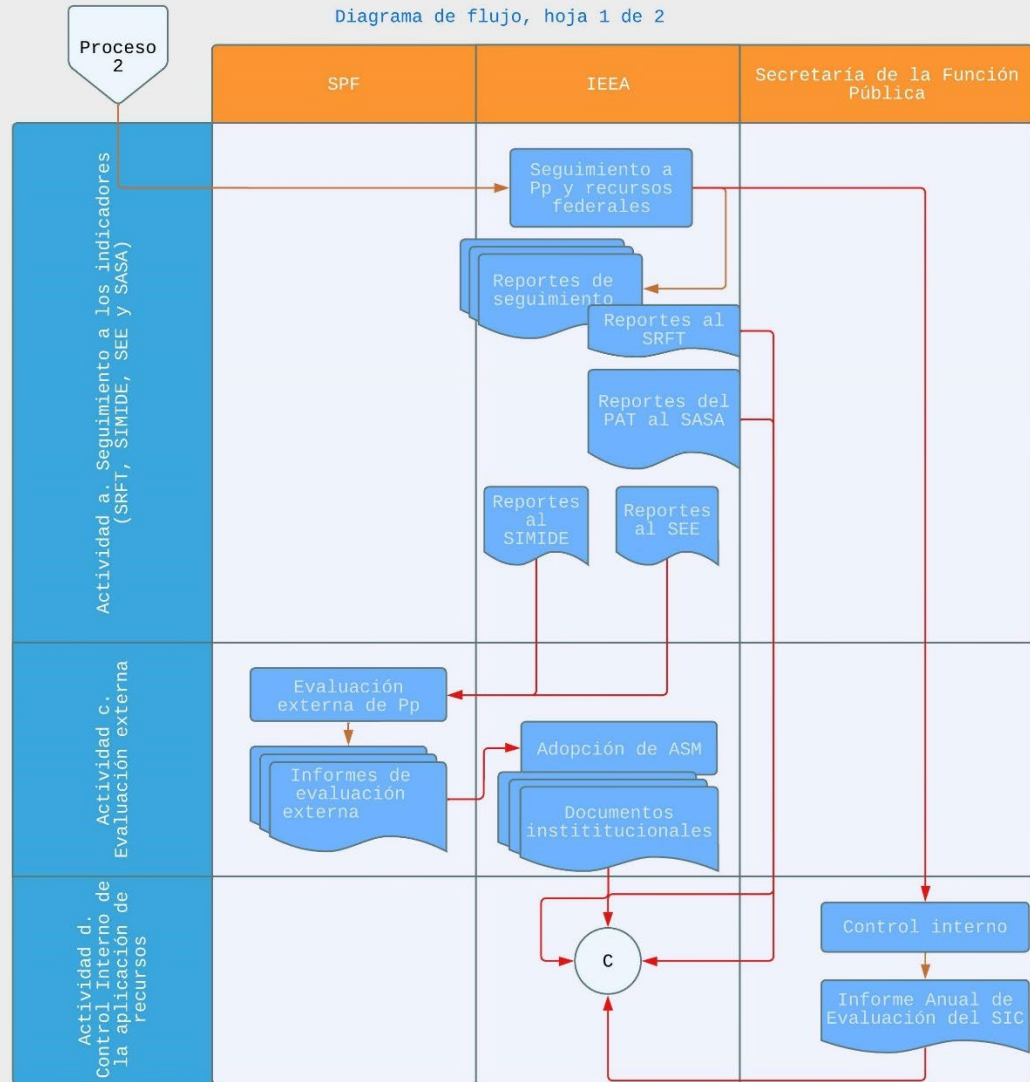 Diagrama de flujo, hoja 1 de 2
Proceso
2
SPF
IEEA
Secretaría de la Función
Pública
Actividad a. Seguimiento a los indicadores
(SRFT, SIMIDE, SEE y SASA)
Seguimiento a
Pp y recursos
federales
Reportes de
seguimiento
Reportes al
SRFT
Reportes del
PAT al SASA
Reportes
al
SIMIDE
Reportes
al SEE
Actividad c.
Evaluación externa
Evaluación
externa de Pp
Informes de
evaluación
externa
Adopción de ASM
Documentos
instititucionales
Actividad d.
Control Interno de
la aplicación de
recursos
C
Control interno
Informe Anual de
Evaluación del SIC